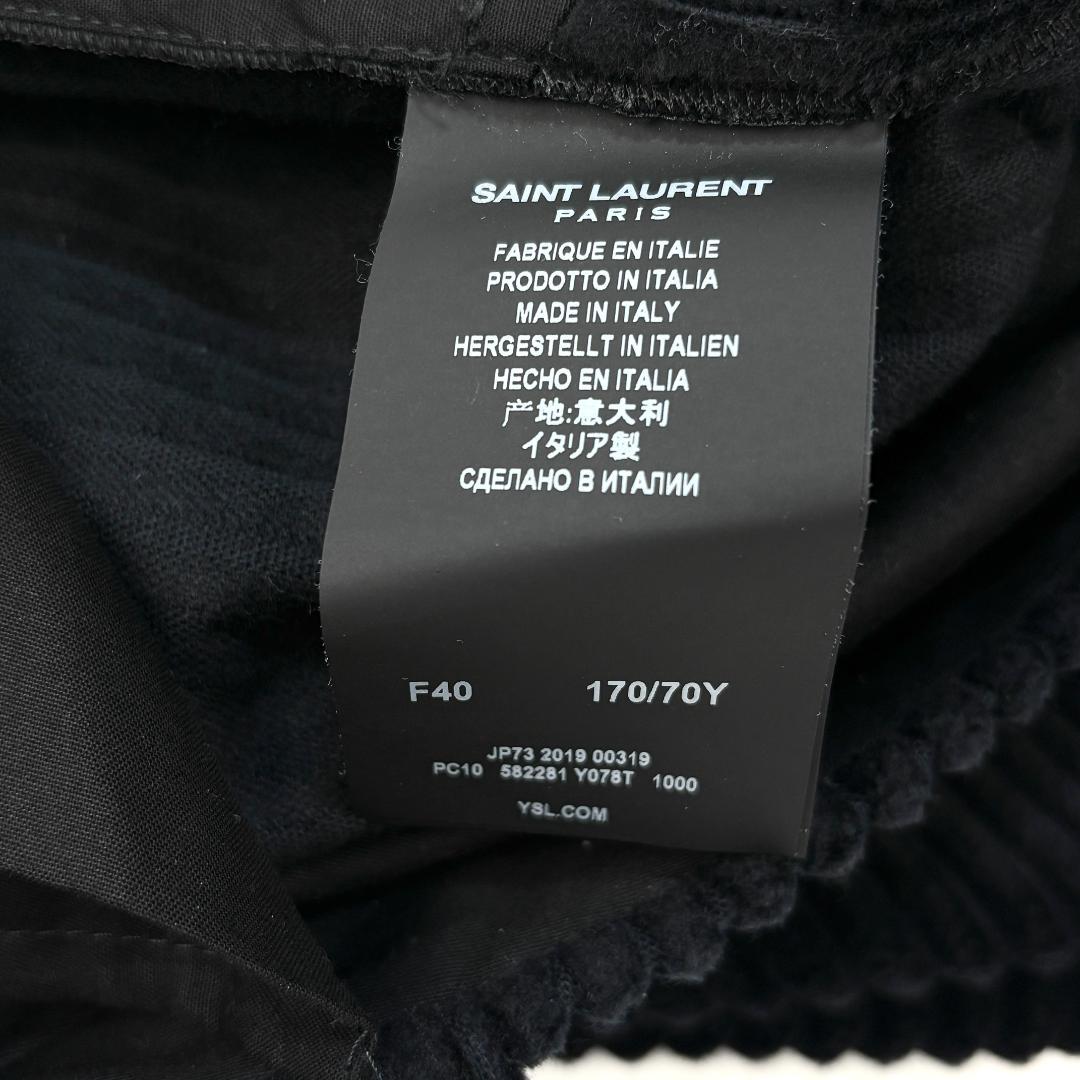 SAINT LAURENT
PARIS
FABRIQUE EN ITALIE
PRODOTTO IN ITALIA
MADE IN ITALY
HERGESTELLT IN ITALIEN
HECHO EN ITALIA
产地:意大利
イタリア製
СДЕЛАНО В ИТАЛИИ
F40 170/70Y
JP73 2019 00319
PC10 582281 Y078T 1000
YSL.COM